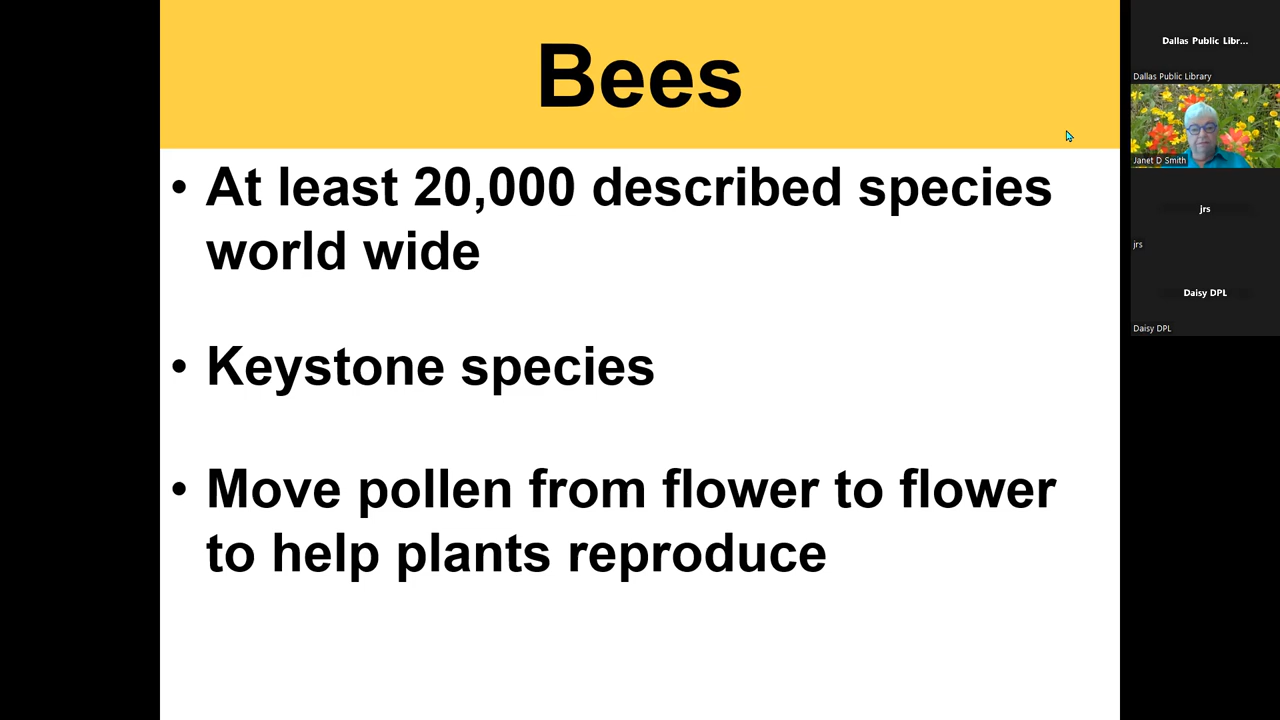 Bees
• At least 20,000 described species
world wide
• Keystone species
• Move pollen from flower to flower
to help plants reproduce
Dallas Public Libr...
Dallas Public Library
Janet D Smith
jrs
jrs
Daisy DPL
Daisy DPL